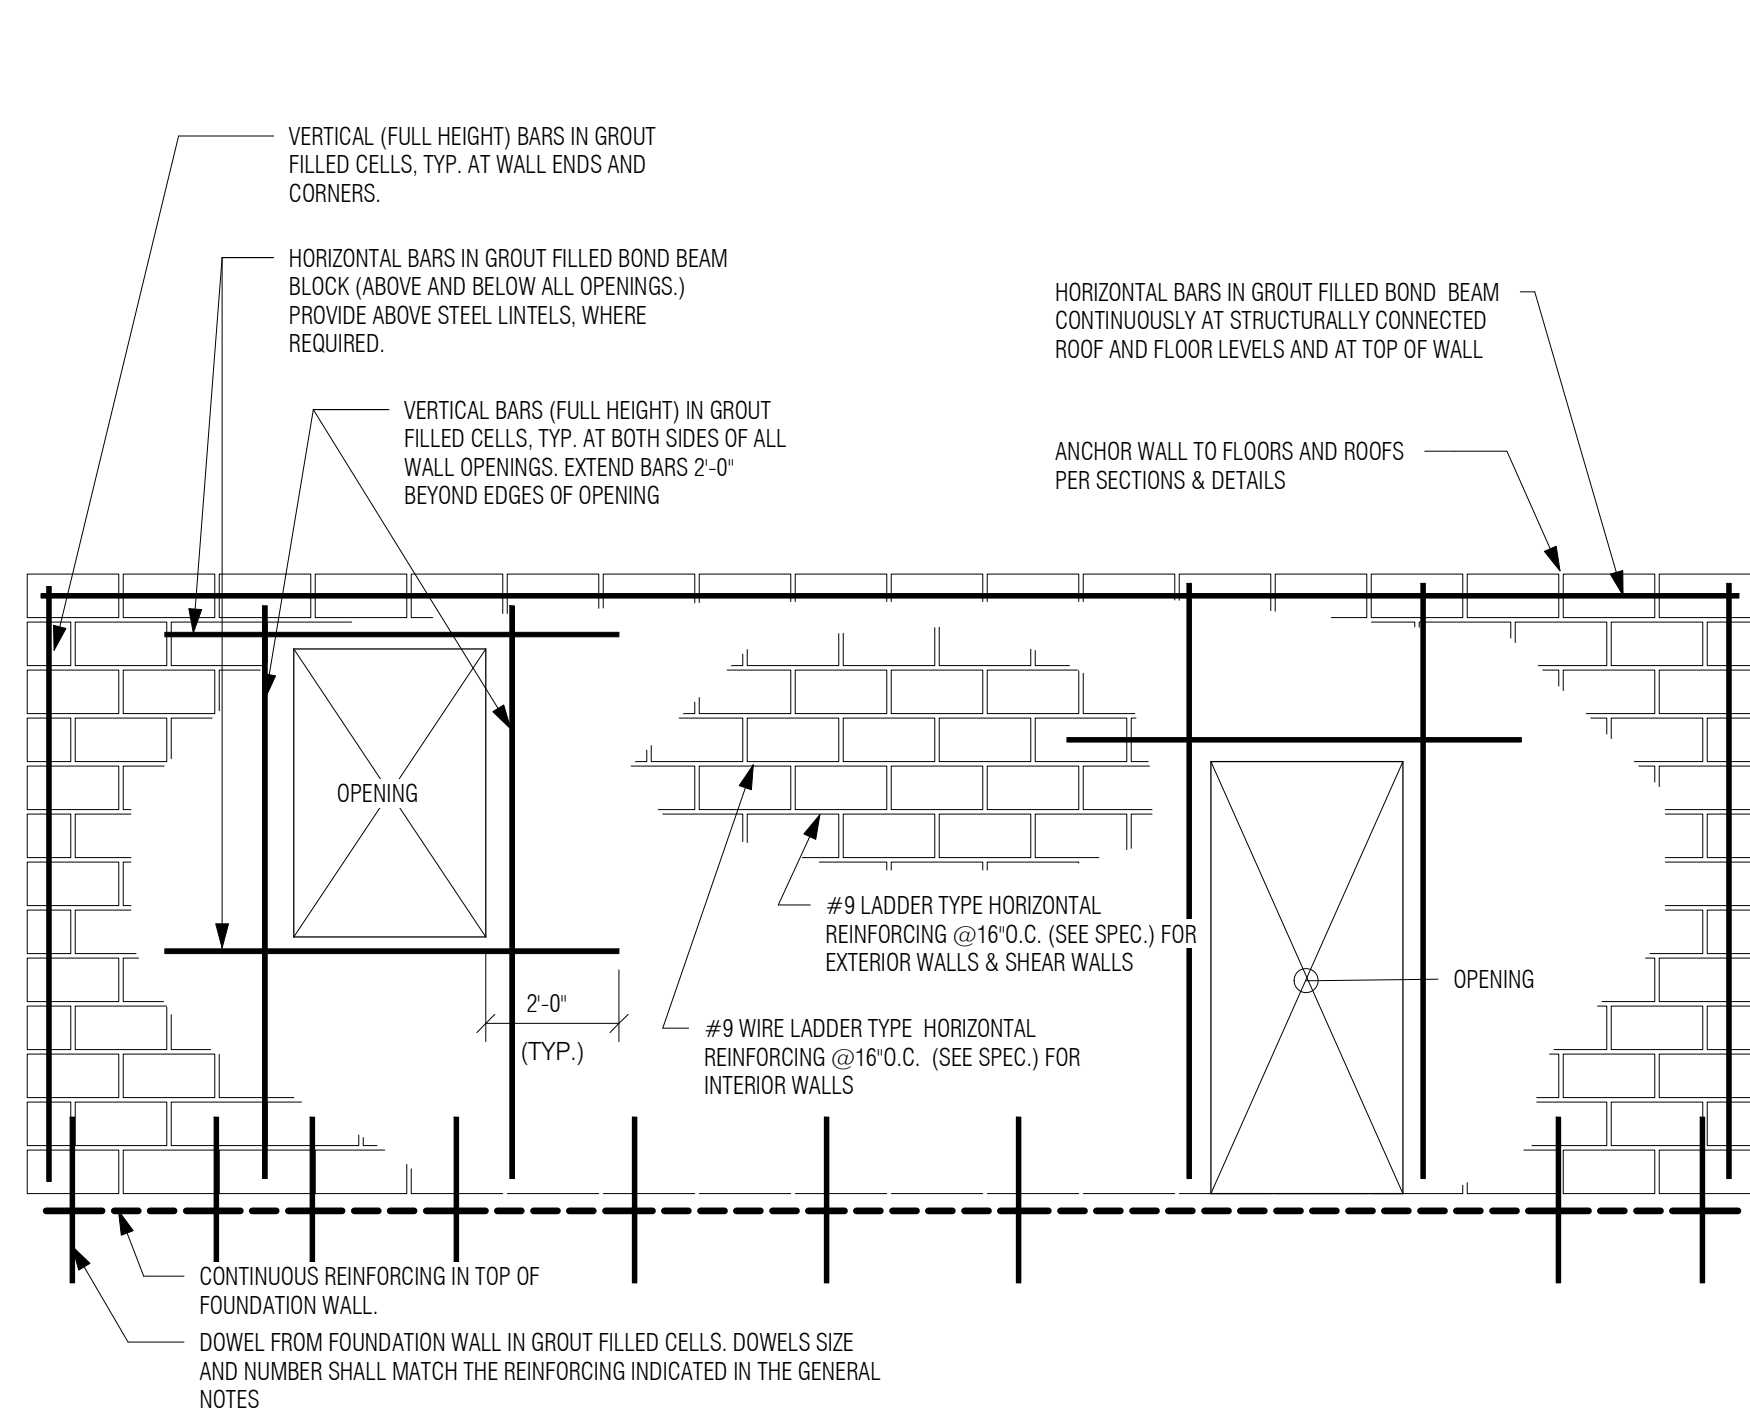 VERTICAL (FULL HEIGHT) BARS IN GROUT
FILLED CELLS, TYP. AT WALL ENDS AND
CORNERS.
HORIZONTAL BARS IN GROUT FILLED BOND BEAM
BLOCK (ABOVE AND BELOW ALL OPENINGS.)
PROVIDE ABOVE STEEL LINTELS, WHERE
REQUIRED.
VERTICAL BARS (FULL HEIGHT) IN GROUT
FILLED CELLS, TYP. AT BOTH SIDES OF ALL
WALL OPENINGS. EXTEND BARS 2'-0"
BEYOND EDGES OF OPENING
HORIZONTAL BARS IN GROUT FILLED BOND  BEAM
CONTINUOUSLY AT STRUCTURALLY CONNECTED
ROOF AND FLOOR LEVELS AND AT TOP OF WALL
ANCHOR WALL TO FLOORS AND ROOFS
PER SECTIONS & DETAILS
OPENING
#9 LADDER TYPE HORIZONTAL
REINFORCING @16"O.C. (SEE SPEC.) FOR
EXTERIOR WALLS & SHEAR WALLS
OPENING
2'-0"
(TYP.)
#9 WIRE LADDER TYPE  HORIZONTAL
REINFORCING @16"O.C.  (SEE SPEC.) FOR
INTERIOR WALLS
CONTINUOUS REINFORCING IN TOP OF
FOUNDATION WALL.
DOWEL FROM FOUNDATION WALL IN GROUT FILLED CELLS. DOWELS SIZE
AND NUMBER SHALL MATCH THE REINFORCING INDICATED IN THE GENERAL
NOTES